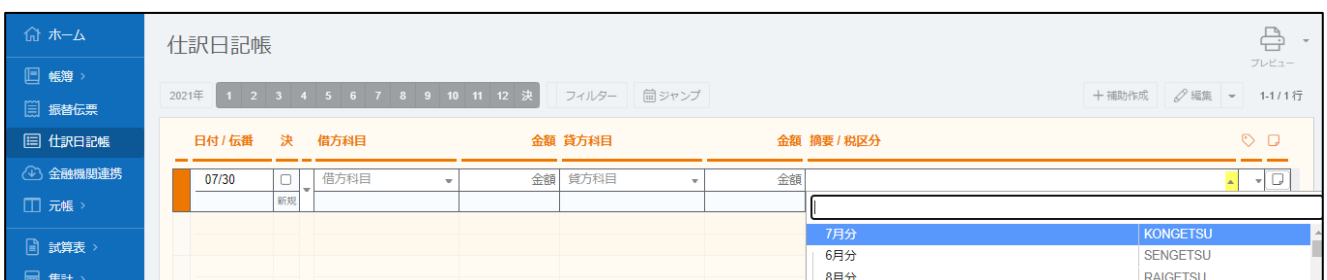 ホーム
仕訳日記帳
プレビュー
帳簿
2021年 1 2 3 4 5 6 7 8 9 10 11 12 決 フィルター ジャンプ
+補助作成 編集 1-1 / 1 行
振替伝票
仕訳日記帳
日付 / 伝番 決 借方科目 金額 貸方科目 金額 摘要 / 税区分
金融機関連携
07/30 借方科目 金額 貸方科目 金額
新規
元帳
7月分 KONGETSU
試算表
6月分 SENGETSU
8月分 RAIGETSU
集計